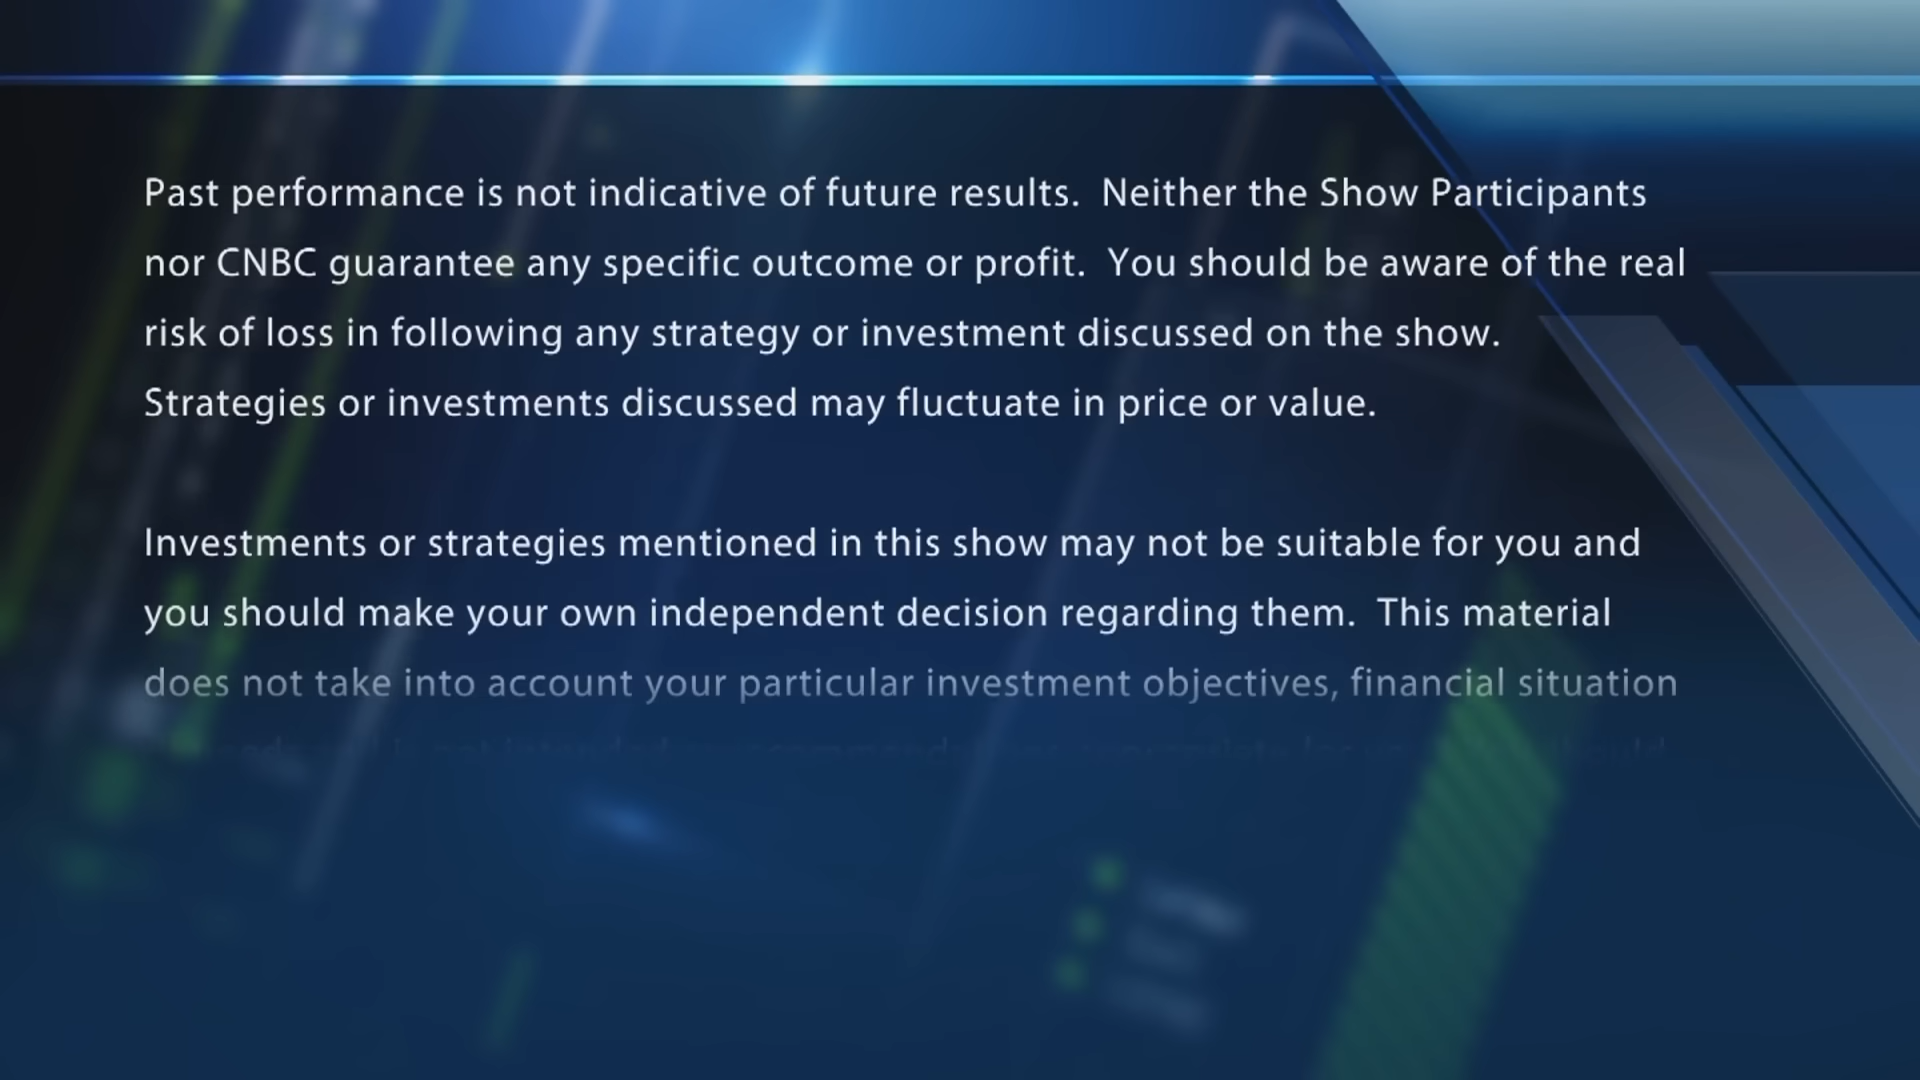 Past performance is not indicative of future results. Neither the Show Participants
nor CNBC guarantee any specific outcome or profit. You should be aware of the real
risk of loss in following any strategy or investment discussed on the show.
Strategies or investments discussed may fluctuate in price or value.
Investments or strategies mentioned in this show may not be suitable for you and
you should make your own independent decision regarding them. This material
does not take into account your particular investment objectives, financial situation